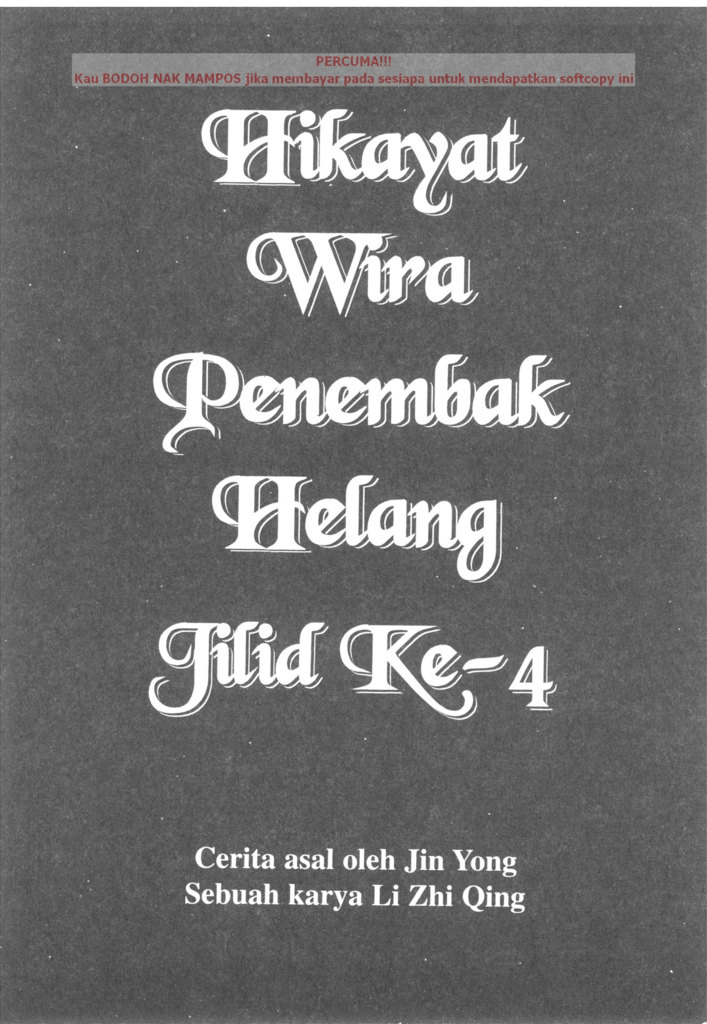 PERCUMA!!!
Kau BODOH NAK MAMPOS jika membayar pada sesiapa untuk mendapatkan softcopy ini
Hikayat
Wira
Penembak
Helang
Jilid Ke-4
Cerita asal oleh Jin Yong
Sebuah karya Li Zhi Qing